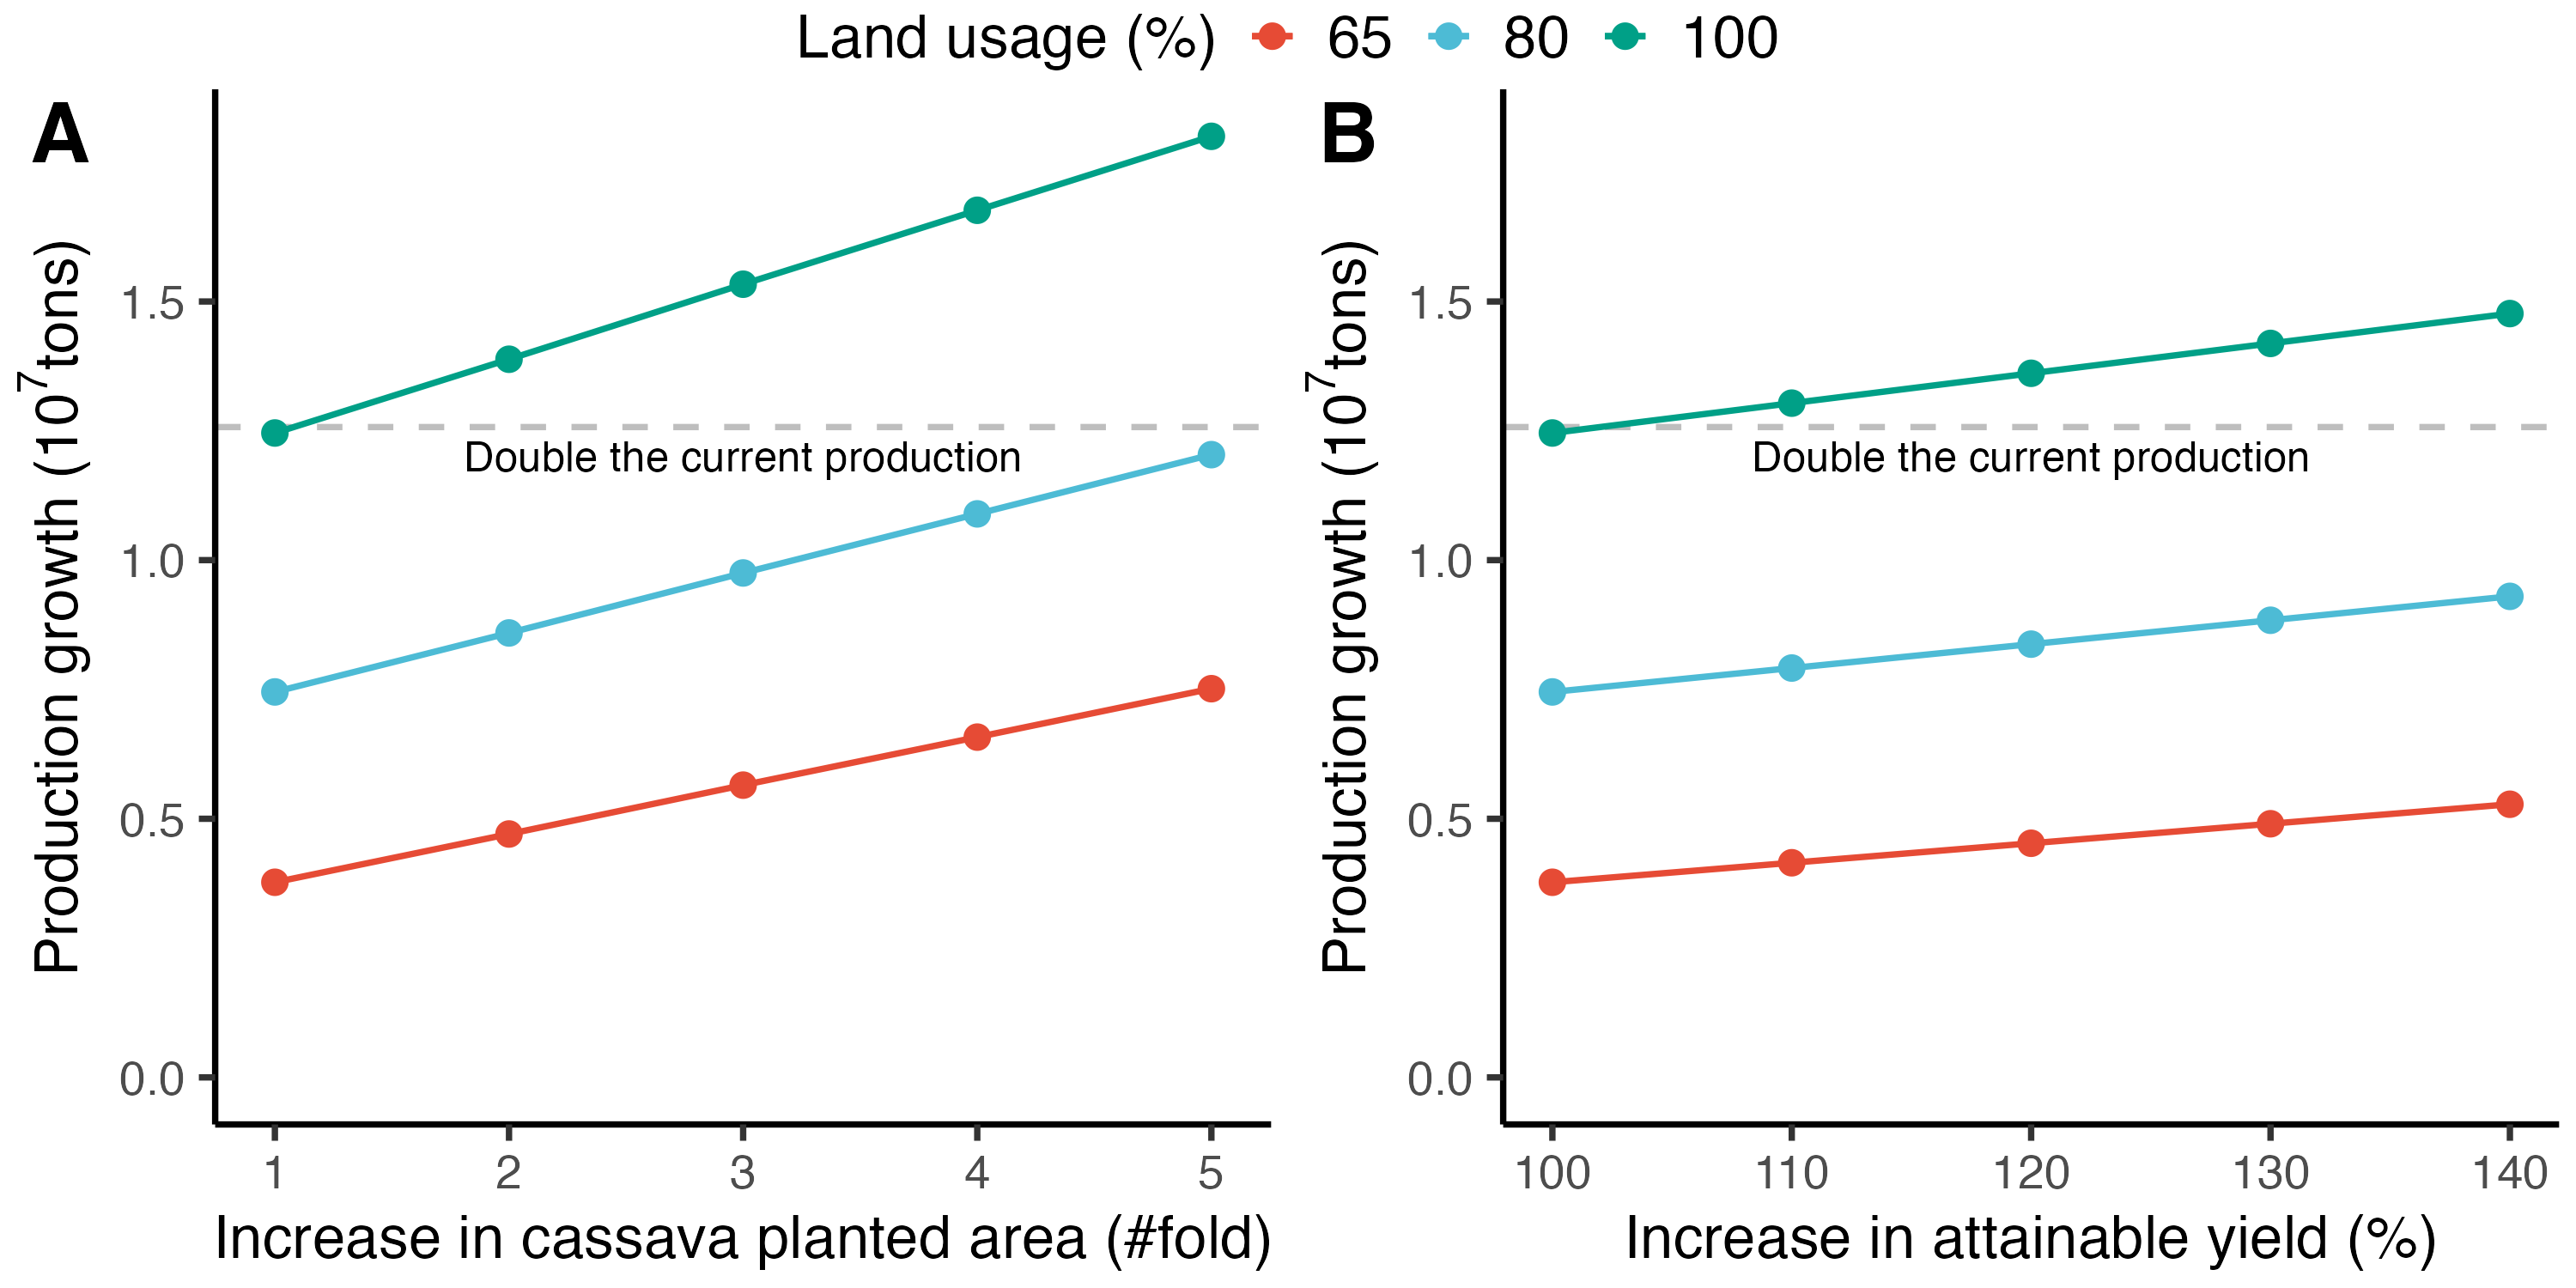 Land usage (%) 65 80 100
A
Production growth (10⁷tons)
1.5
1.0
0.5
0.0
Double the current production
1 2 3 4 5
Increase in cassava planted area (#fold)
B
Production growth (10⁷tons)
1.5
1.0
0.5
0.0
Double the current production
100 110 120 130 140
Increase in attainable yield (%)